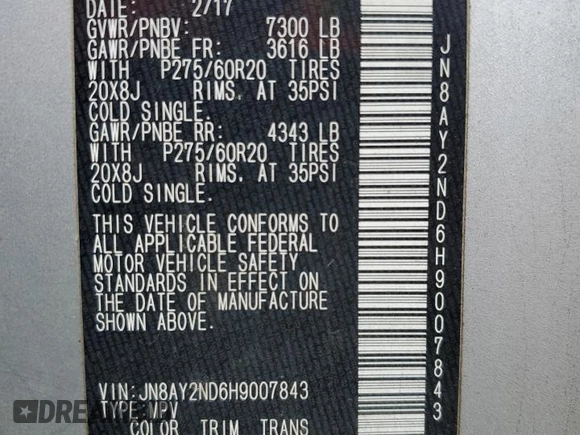 DATE: 2/17
GVWR/PNBV: 7300 LB
GAWR/PNBE FR: 3616 LB
WITH P275/60R20 TIRES
20X8J RIMS. AT 35PSI
COLD SINGLE.
GAWR/PNBE RR: 4343 LB
WITH P275/60R20 TIRES
20X8J RIMS. AT 35PSI
COLD SINGLE.
THIS VEHICLE CONFORMS TO
ALL APPLICABLE FEDERAL
MOTOR VEHICLE SAFETY
STANDARDS IN EFFECT ON
THE DATE OF MANUFACTURE
SHOWN ABOVE.
VIN: JN8AY2ND6H9007843
TYPE: MPV
COLOR TRIM TRANS
JN8AY2ND6H9007843